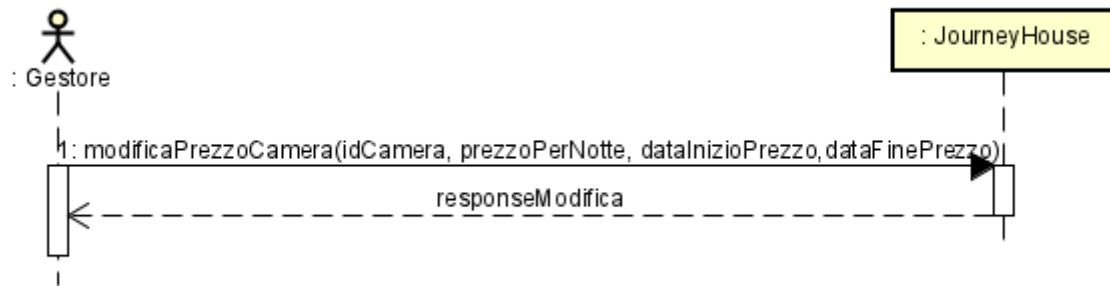 : JourneyHouse
: Gestore
1: modificaPrezzoCamera(idCamera, prezzoPerNotte, dataInizioPrezzo,dataFinePrezzo)
responseModifica